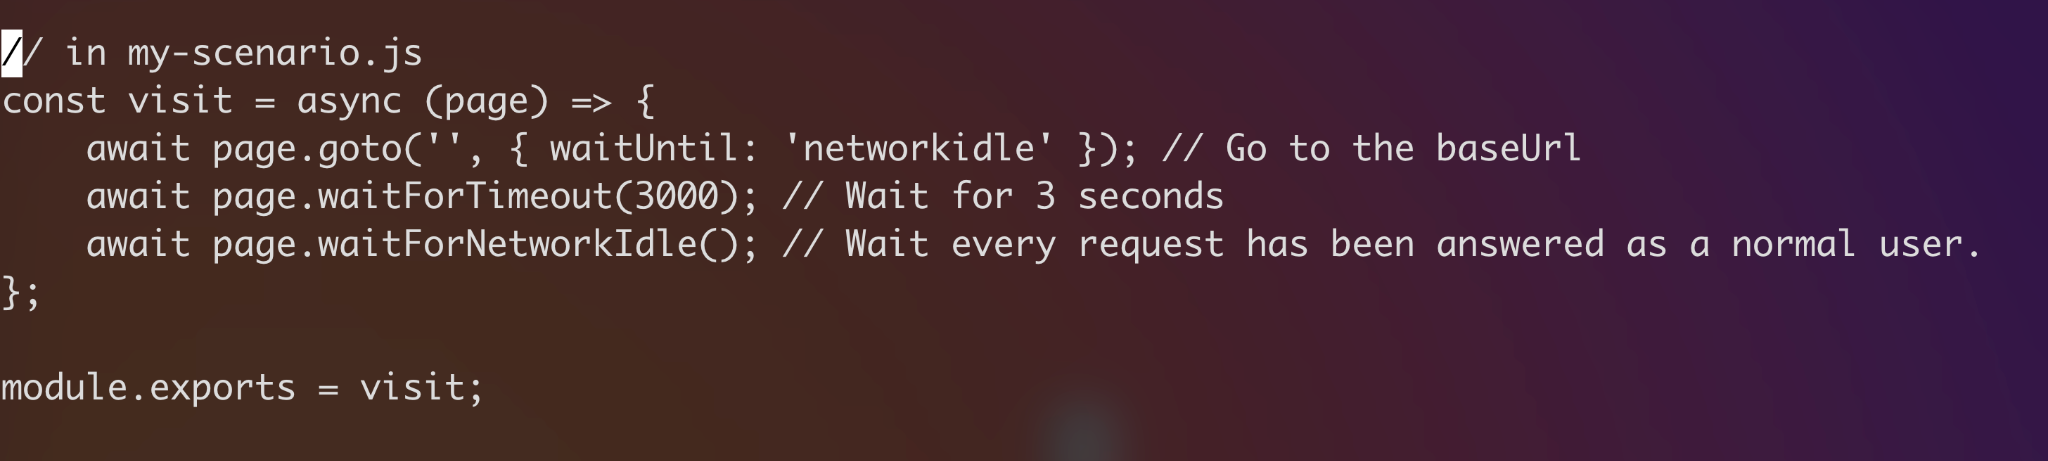 // in my-scenario.js
const visit = async (page) => {
    await page.goto('', { waitUntil: 'networkidle' }); // Go to the baseUrl
    await page.waitForTimeout(3000); // Wait for 3 seconds
    await page.waitForNetworkIdle(); // Wait every request has been answered as a normal user.
};

module.exports = visit;